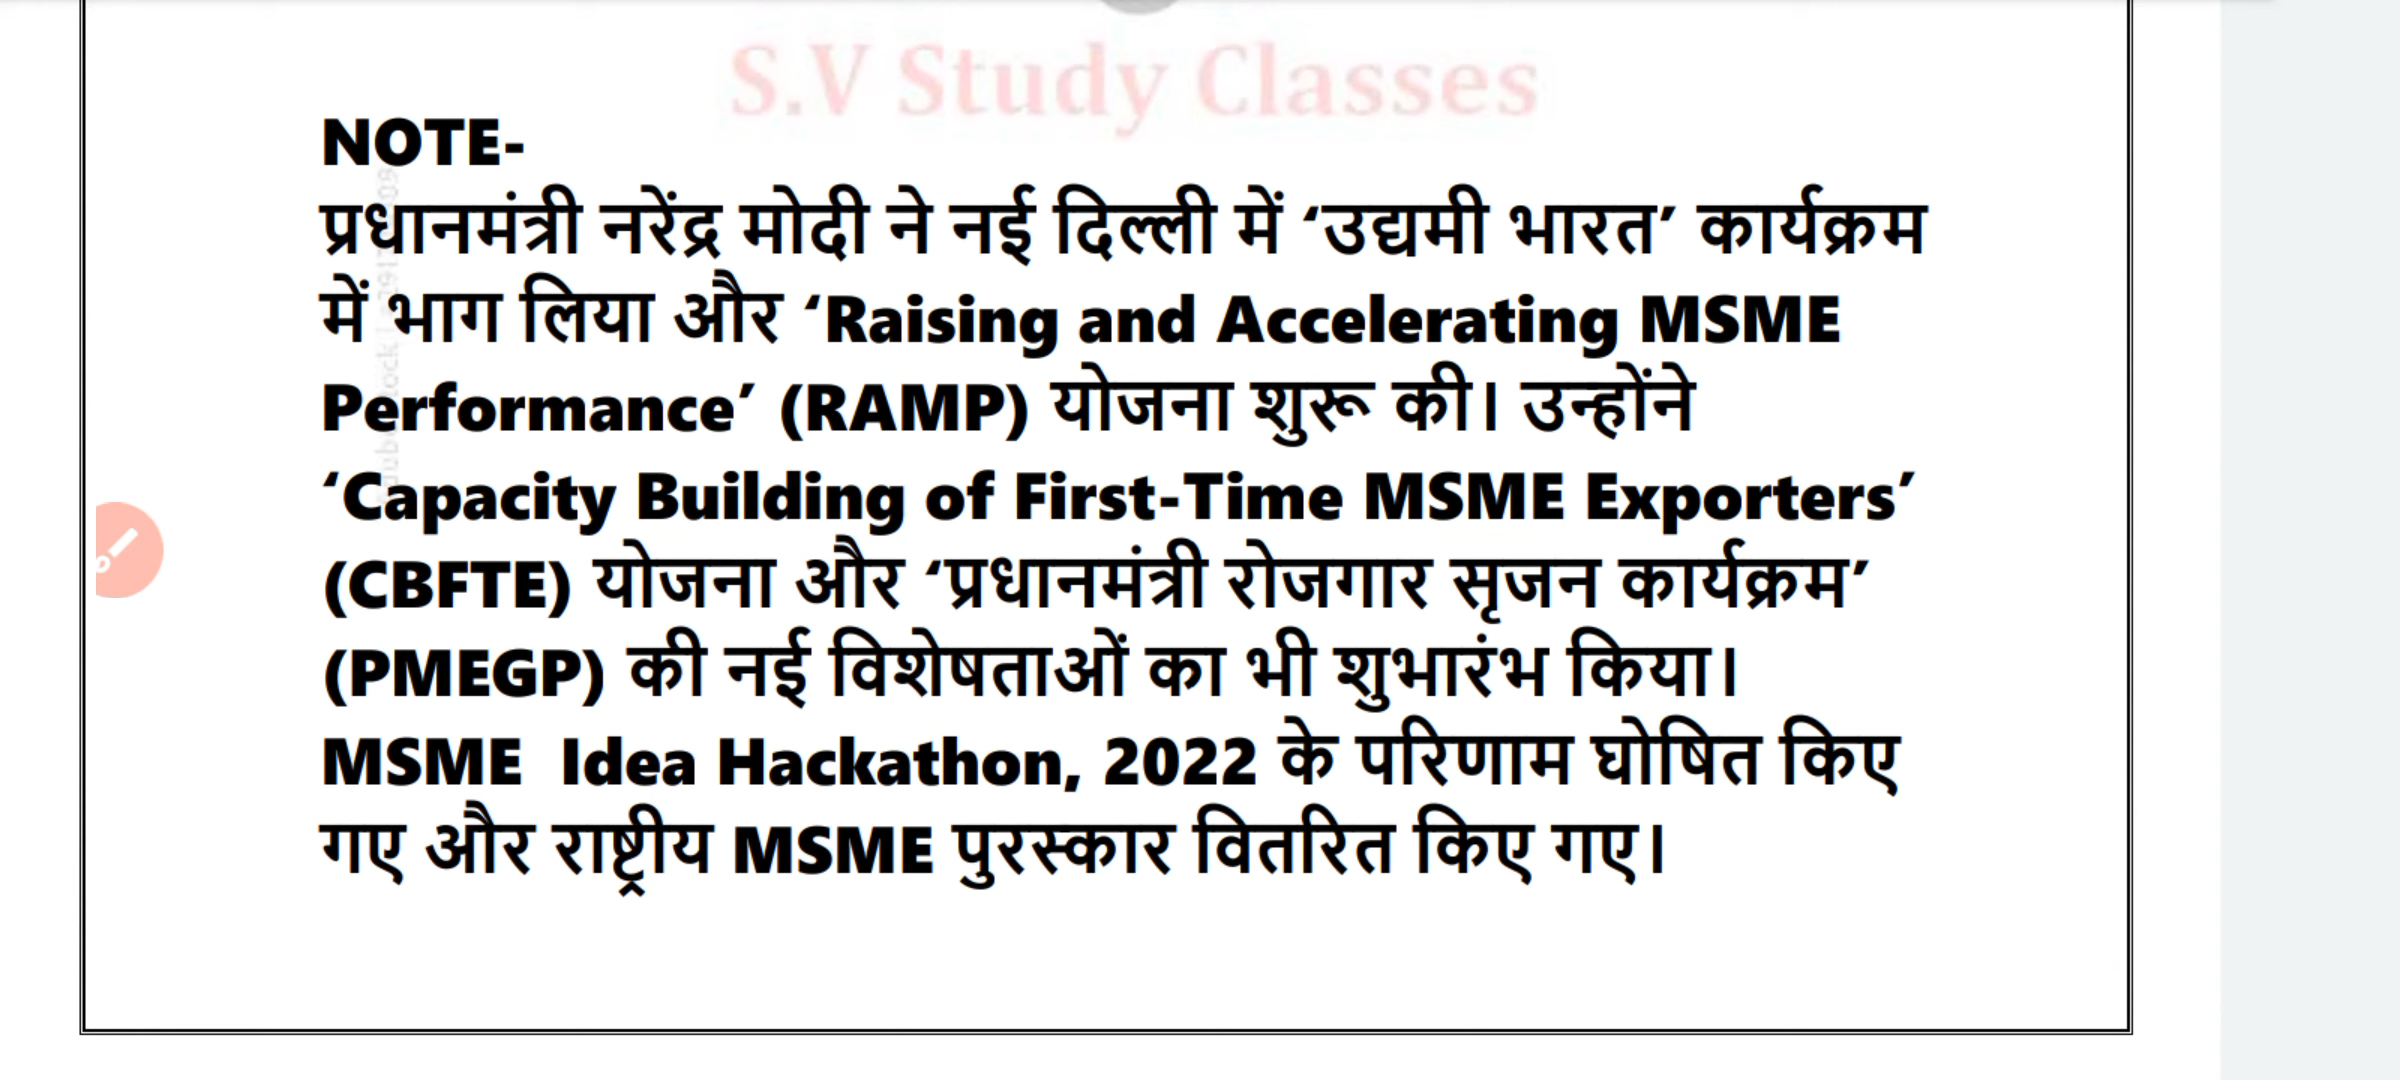 S.V Study Classes
NOTE-
प्रधानमंत्री नरेंद्र मोदी ने नई दिल्ली में ‘उद्यमी भारत’ कार्यक्रम
में भाग लिया और ‘Raising and Accelerating MSME
Performance’ (RAMP) योजना शुरू की। उन्होंने
‘Capacity Building of First-Time MSME Exporters’
(CBFTE) योजना और ‘प्रधानमंत्री रोजगार सृजन कार्यक्रम’
(PMEGP) की नई विशेषताओं का भी शुभारंभ किया।
MSME  Idea Hackathon, 2022 के परिणाम घोषित किए
गए और राष्ट्रीय MSME पुरस्कार वितरित किए गए।